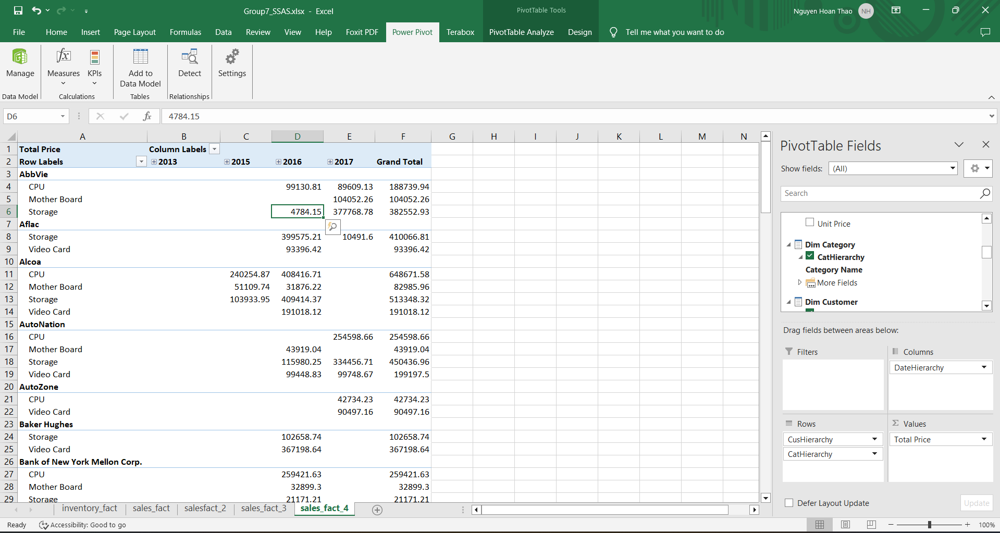 Group7_SSAS.xlsx - Excel
PivotTable Tools
Nguyen Hoan Thao NH
File Home Insert Page Layout Formulas Data Review View Help Foxit PDF Power Pivot Terabox PivotTable Analyze Design Tell me what you want to do
Manage
Measures
KPIs
Add to
Data Model
Detect
Settings
Data Model Calculations Tables Relationships
D6 fx 4784.15
A B C D E F G H I J K L M N
1 Total Price Column Labels
2 Row Labels 2013 2015 2016 2017 Grand Total
3 AbbVie
4 CPU 99130.81 89609.13 188739.94
5 Mother Board 104052.26 104052.26
6 Storage 4784.15 377768.78 382552.93
7 Aflac
8 Storage 399575.21 10491.6 410066.81
9 Video Card 93396.42 93396.42
10 Alcoa
11 CPU 240254.87 408416.71 648671.58
12 Mother Board 51109.74 31876.22 82985.96
13 Storage 103933.95 409414.37 513348.32
14 Video Card 191018.12 191018.12
15 AutoNation
16 CPU 254598.66 254598.66
17 Mother Board 43919.04 43919.04
18 Storage 115980.25 334456.71 450436.96
19 Video Card 99448.83 99748.67 199197.5
20 AutoZone
21 CPU 42734.23 42734.23
22 Video Card 90497.16 90497.16
23 Baker Hughes
24 Storage 102658.74 102658.74
25 Video Card 367198.64 367198.64
26 Bank of New York Mellon Corp.
27 CPU 259421.63 259421.63
28 Mother Board 32899.3 32899.3
29 Storage 21171.21 21171.21
inventory_fact sales_fact salesfact_2 sales_fact_3 sales_fact_4
Ready Accessibility: Good to go 100%
PivotTable Fields
Show fields: (All)
Search
Unit Price
Dim Category
CatHierarchy
Category Name
More Fields
Dim Customer
Drag fields between areas below:
Filters
Columns
DateHierarchy
Rows
CusHierarchy
CatHierarchy
Σ Values
Total Price
Defer Layout Update
Update